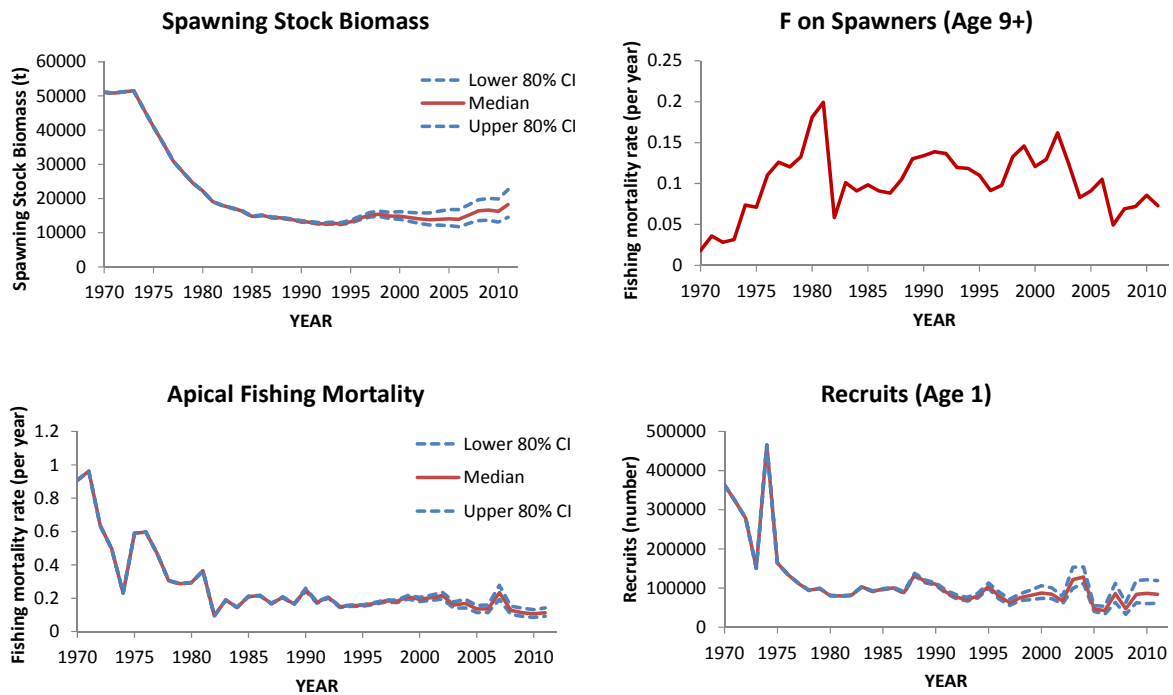 Spawning Stock Biomass
Spawning Stock Biomass (t)
60000
50000
40000
30000
20000
10000
0
1970 1975 1980 1985 1990 1995 2000 2005 2010
YEAR
Lower 80% CI
Median
Upper 80% CI
F on Spawners (Age 9+)
Fishing mortality rate (per year)
0.25
0.2
0.15
0.1
0.05
0
1970 1975 1980 1985 1990 1995 2000 2005 2010
YEAR
Apical Fishing Mortality
Fishing mortality rate (per year)
1.2
1
0.8
0.6
0.4
0.2
0
1970 1975 1980 1985 1990 1995 2000 2005 2010
YEAR
Lower 80% CI
Median
Upper 80% CI
Recruits (Age 1)
Recruits (number)
500000
400000
300000
200000
100000
0
1970 1975 1980 1985 1990 1995 2000 2005 2010
YEAR